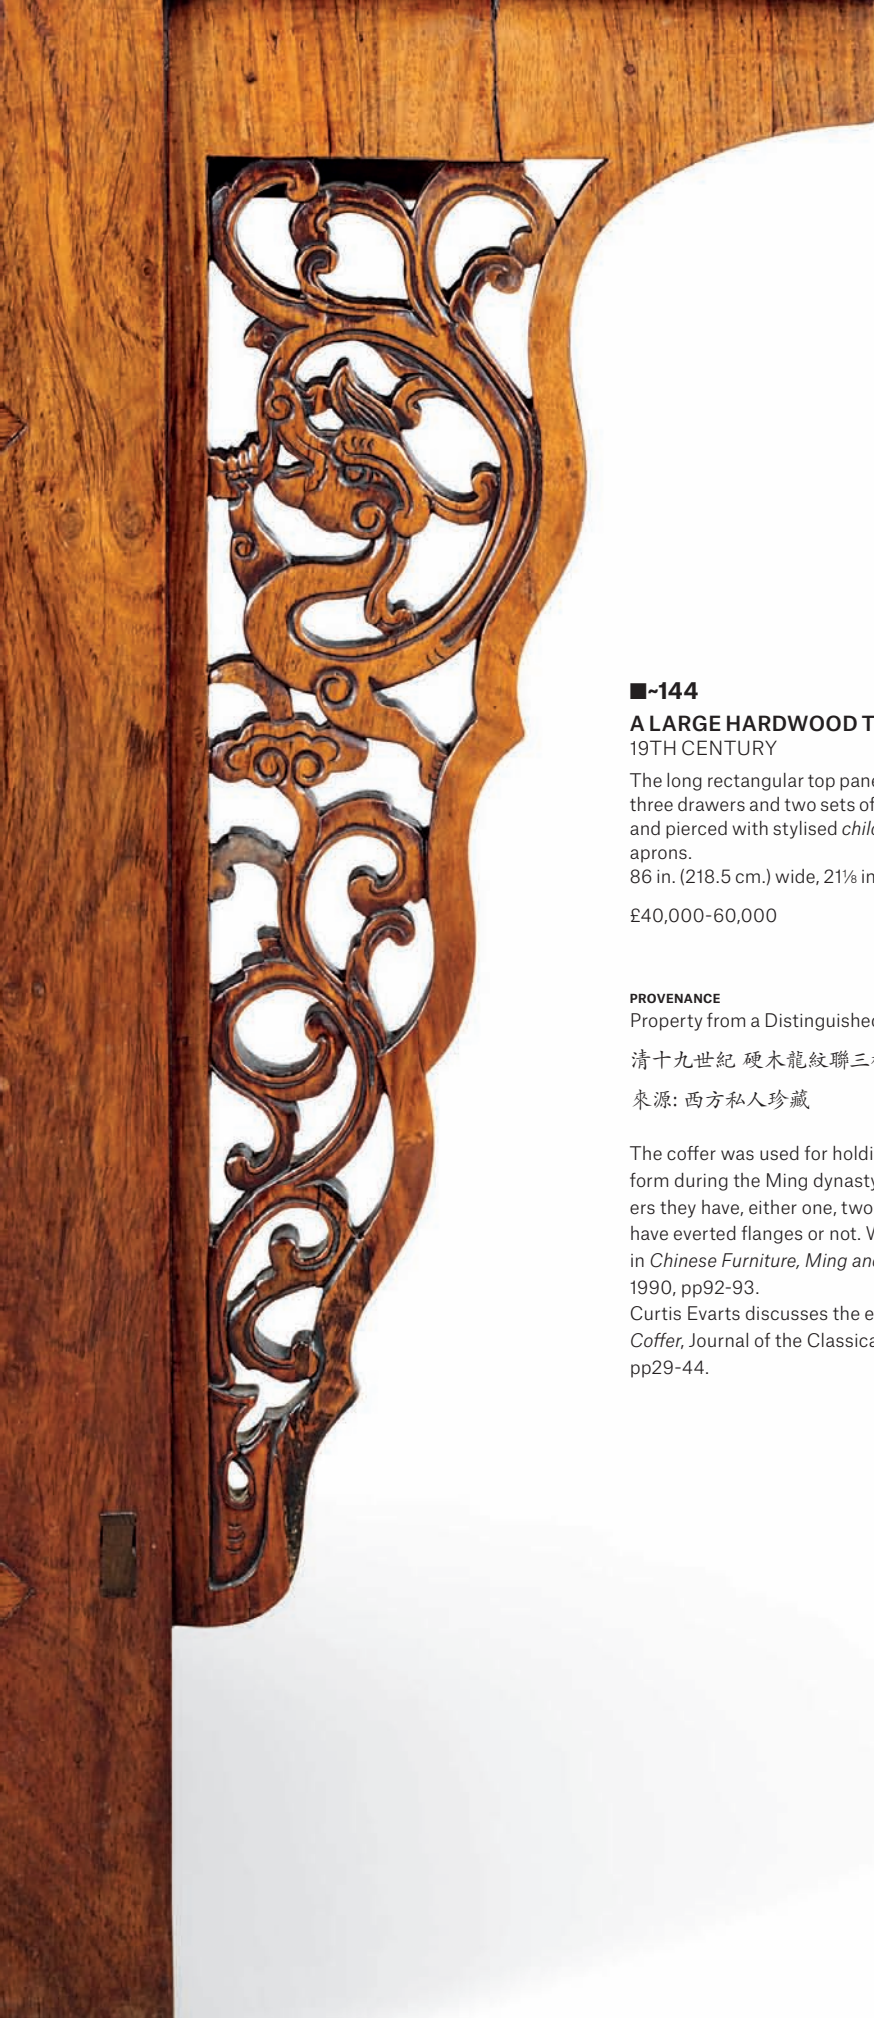 ■~144
A LARGE HARDWOOD T
19TH CENTURY
The long rectangular top pane
three drawers and two sets of
and pierced with stylised chil
aprons.
86 in. (218.5 cm.) wide, 21⅛ in
£40,000-60,000
PROVENANCE
Property from a Distinguished
清十九世紀 硬木龍紋聯三
來源: 西方私人珍藏
The coffer was used for holdi
form during the Ming dynasty
ers they have, either one, two
have everted flanges or not. 
in Chinese Furniture, Ming and
1990, pp92-93.
Curtis Evarts discusses the e
Coffer, Journal of the Classica
pp29-44.